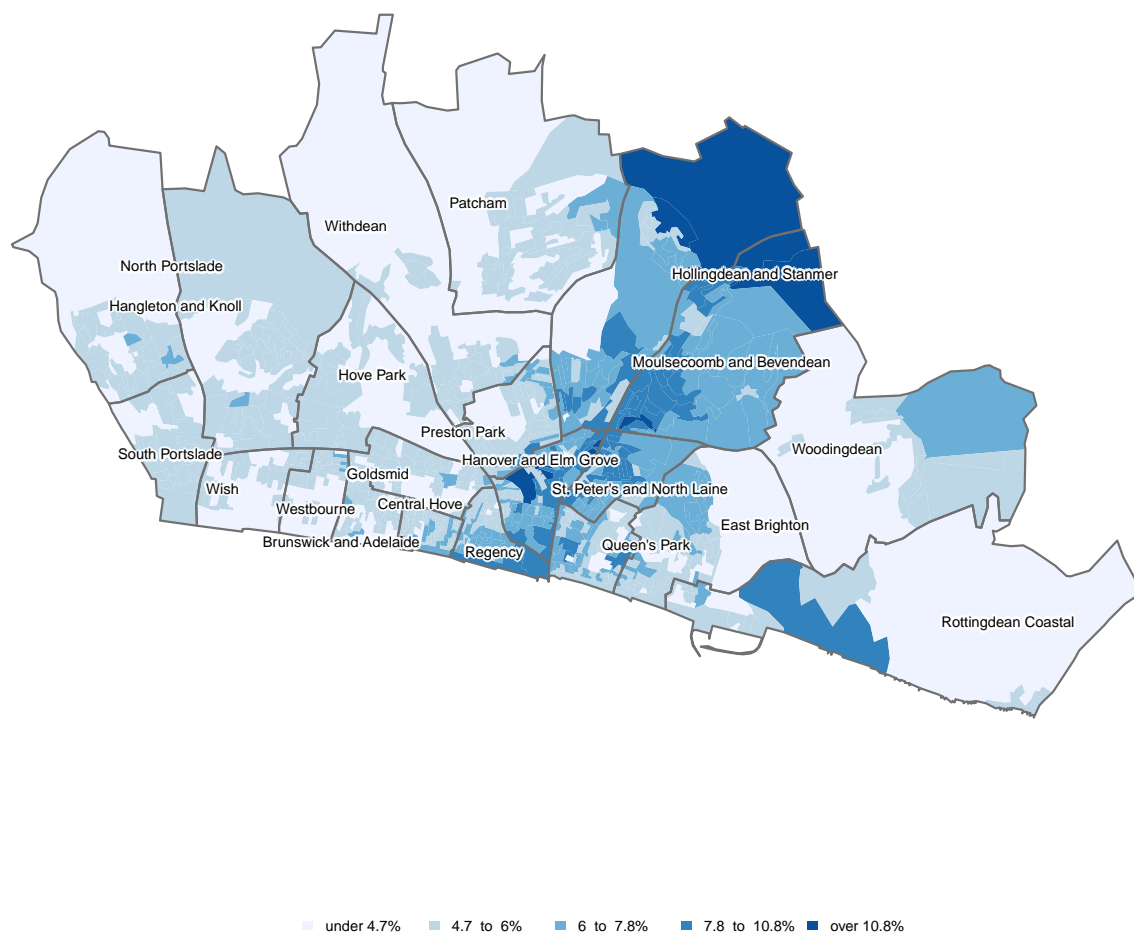 Patcham
Withdean
North Portslade
Hollingdean and Stanmer
Hangleton and Knoll
Moulsecoomb and Bevendean
Hove Park
Preston Park
Woodingdean
South Portslade
Hanover and Elm Grove
Goldsmid
Wish
St. Peter's and North Laine
Central Hove
Westbourne
East Brighton
Brunswick and Adelaide
Queen's Park
Regency
Rottingdean Coastal
under 4.7%
4.7 to 6%
6 to 7.8%
7.8 to 10.8%
over 10.8%